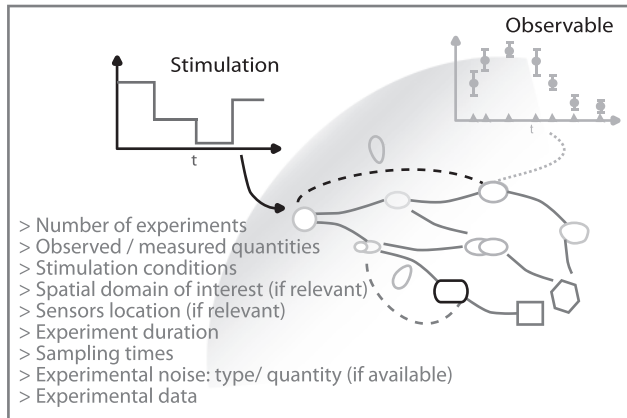 Observable
Stimulation
t
t
> Number of experiments
> Observed / measured quantities
> Stimulation conditions
> Spatial domain of interest (if relevant)
> Sensors location (if relevant)
> Experiment duration
> Sampling times
> Experimental noise: type/ quantity (if available)
> Experimental data